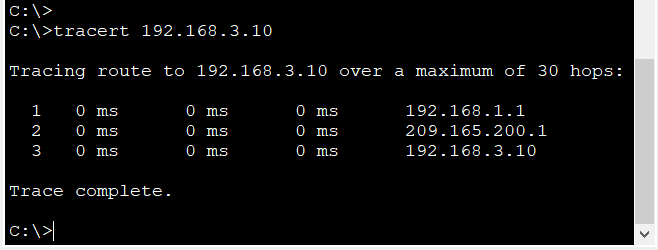 C:\>
C:\>tracert 192.168.3.10
Tracing route to 192.168.3.10 over a maximum of 30 hops:
1 0 ms 0 ms 0 ms 192.168.1.1
2 0 ms 0 ms 0 ms 209.165.200.1
3 0 ms 0 ms 0 ms 192.168.3.10
Trace complete.
C:\>